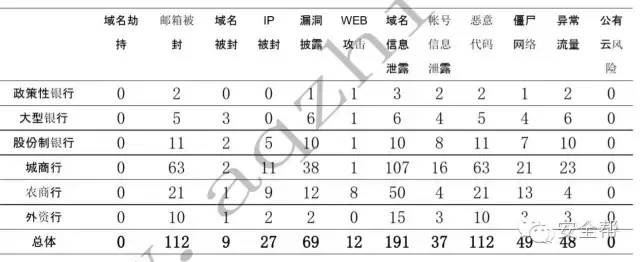 域名劫 邮箱被 域名 IP 漏洞 WEB 域名 帐号 恶意 僵尸 异常 公有
持 封 被封 被封 披露 攻击 信息 信息 代码 网络 流量 云风
泄露 泄露 险
政策性银行 0 2 0 0 1 1 3 2 2 1 2 0
大型银行 0 5 3 0 6 1 6 4 5 4 6 0
股份制银行 0 11 2 5 10 1 10 8 11 7 10 0
城商行 0 63 2 11 38 1 107 16 63 21 23 0
农商行 0 21 1 9 12 8 50 4 21 13 4 0
外资行 0 10 1 2 2 0 15 3 10 3 3 0
总体 0 112 9 27 69 12 191 37 112 49 48 0
安全帮